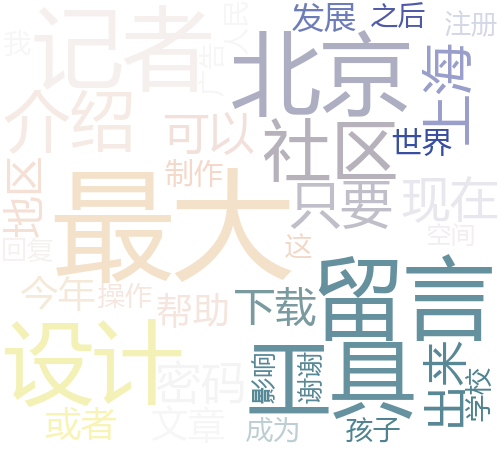 记者
我
广告
人民
发展
之后
注册
北京
上海
介绍
可以
社区
世界
地区
制作
最大
只要
现在
回复
这
空间
今年
操作
帮助
下载
留言
设计
密码
影响
谢谢
工具
出来
学校
或者
文章
成为
孩子